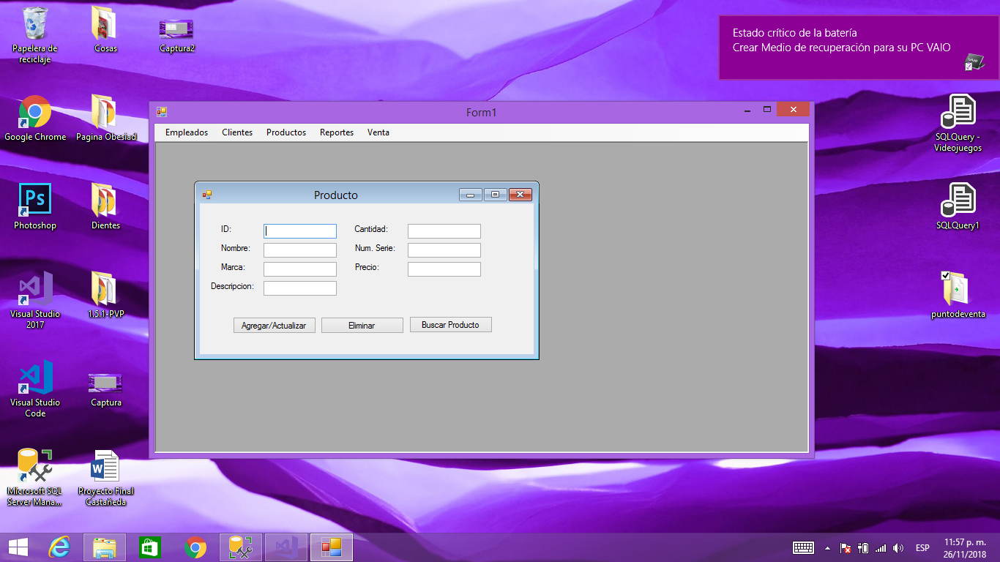 Papelera de
reciclaje
Cosas
Captura2
Estado crítico de la batería
Crear Medio de recuperación para su PC VAIO
Google Chrome
Pagina Obesiad
SQLQuery -
Videojuegos
Form1
Empleados Clientes Productos Reportes Venta
Ps
Photoshop
Dientes
SQLQuery1
Producto
ID:
Cantidad:
Nombre:
Num. Serie:
Marca:
Precio:
Descripcion:
Agregar/Actualizar
Eliminar
Buscar Producto
Visual Studio
2017
1.5.1-PVP
puntodeventa
Visual Studio
Code
Captura
Microsoft SQL
Server Mana...
W
Proyecto Final
Castañeda
ESP
11:57 p. m.
26/11/2018